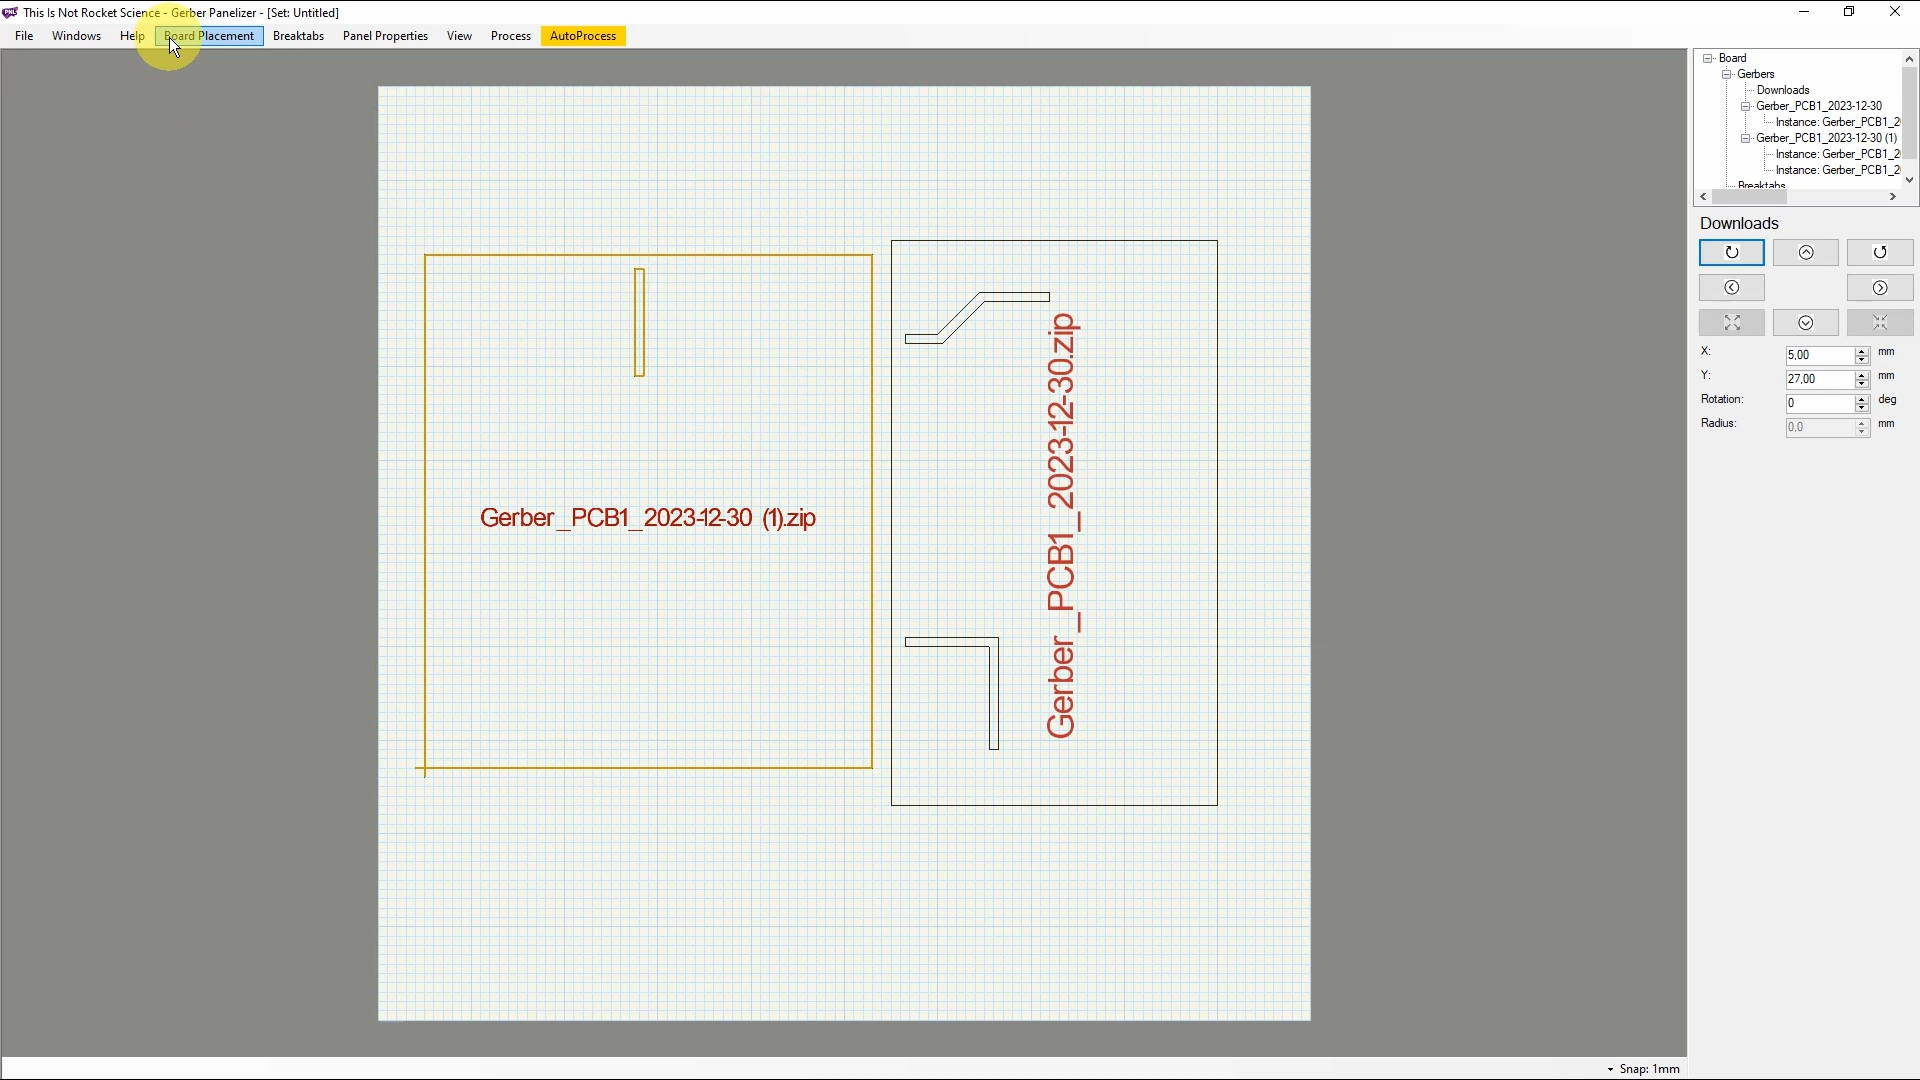 This Is Not Rocket Science - Gerber Panelizer - [Set: Untitled]
File Windows Help Board Placement Breaktabs Panel Properties View Process AutoProcess
Board
Gerbers
Downloads
Gerber_PCB1_2023-12-30
Instance: Gerber_PCB1_2
Gerber_PCB1_2023-12-30 (1)
Instance: Gerber_PCB1_2
Instance: Gerber_PCB1_2
Breaktabs
Downloads
X: 5,00 mm
Y: 27,00 mm
Rotation: 0 deg
Radius: 0,0 mm
Gerber_PCB1_2023-12-30 (1).zip
Gerber_PCB1_2023-12-30.zip
Snap: 1mm